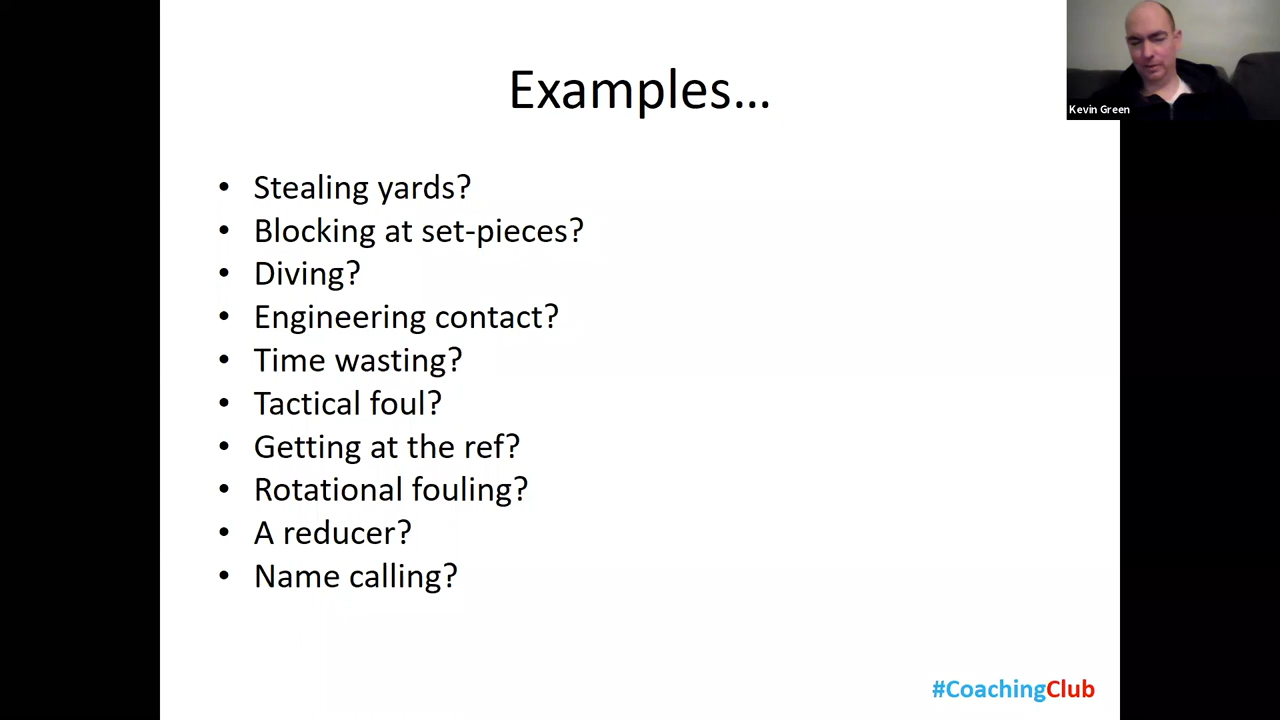 Examples...
Kevin Green
• Stealing yards?
• Blocking at set-pieces?
• Diving?
• Engineering contact?
• Time wasting?
• Tactical foul?
• Getting at the ref?
• Rotational fouling?
• A reducer?
• Name calling?
#CoachingClub